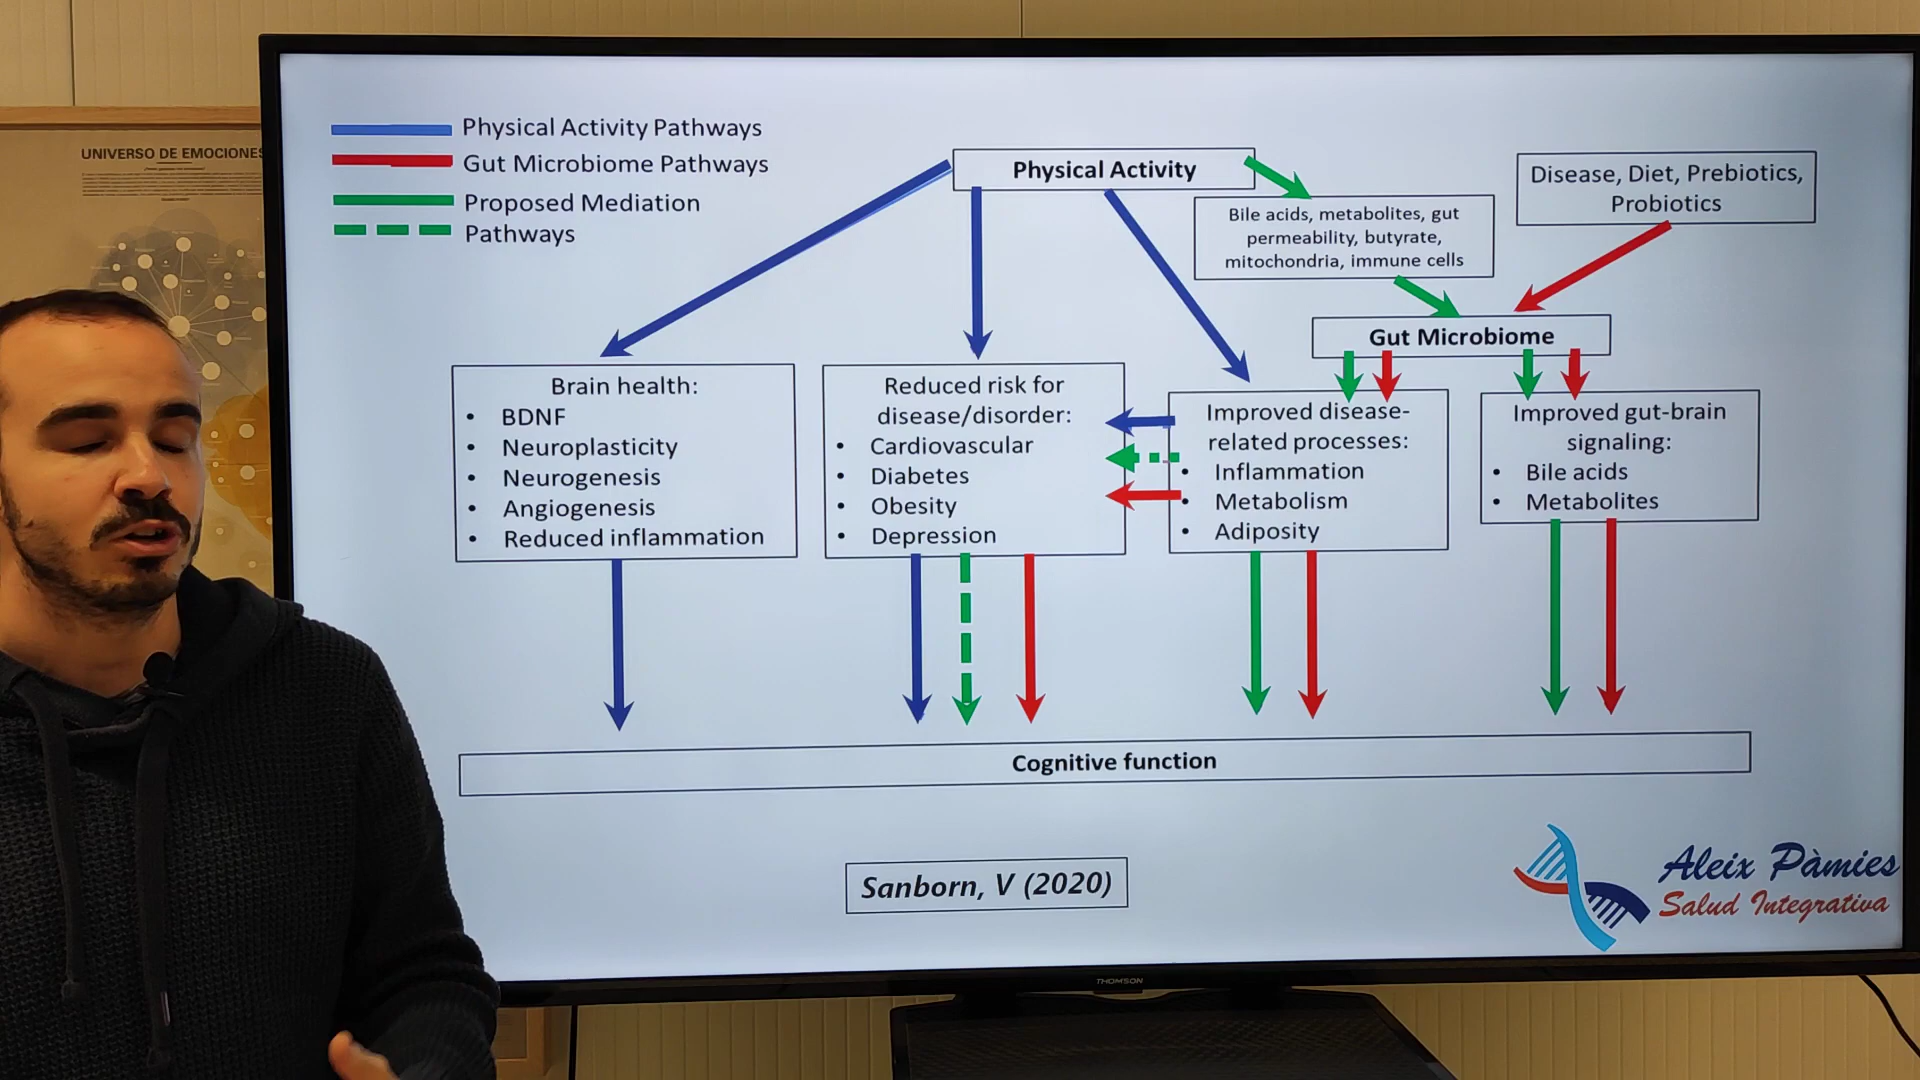 UNIVERSO DE EMOCIONES
Physical Activity Pathways
Gut Microbiome Pathways
Proposed Mediation
Pathways
Physical Activity
Bile acids, metabolites, gut
permeability, butyrate,
mitochondria, immune cells
Disease, Diet, Prebiotics,
Probiotics
Gut Microbiome
Brain health:
• BDNF
• Neuroplasticity
• Neurogenesis
• Angiogenesis
• Reduced inflammation
Reduced risk for
disease/disorder:
• Cardiovascular
• Diabetes
• Obesity
• Depression
Improved disease-
related processes:
• Inflammation
• Metabolism
• Adiposity
Improved gut-brain
signaling:
• Bile acids
• Metabolites
Cognitive function
Sanborn, V (2020)
Aleix Pàmies
Salud Integrativa
THOMSON